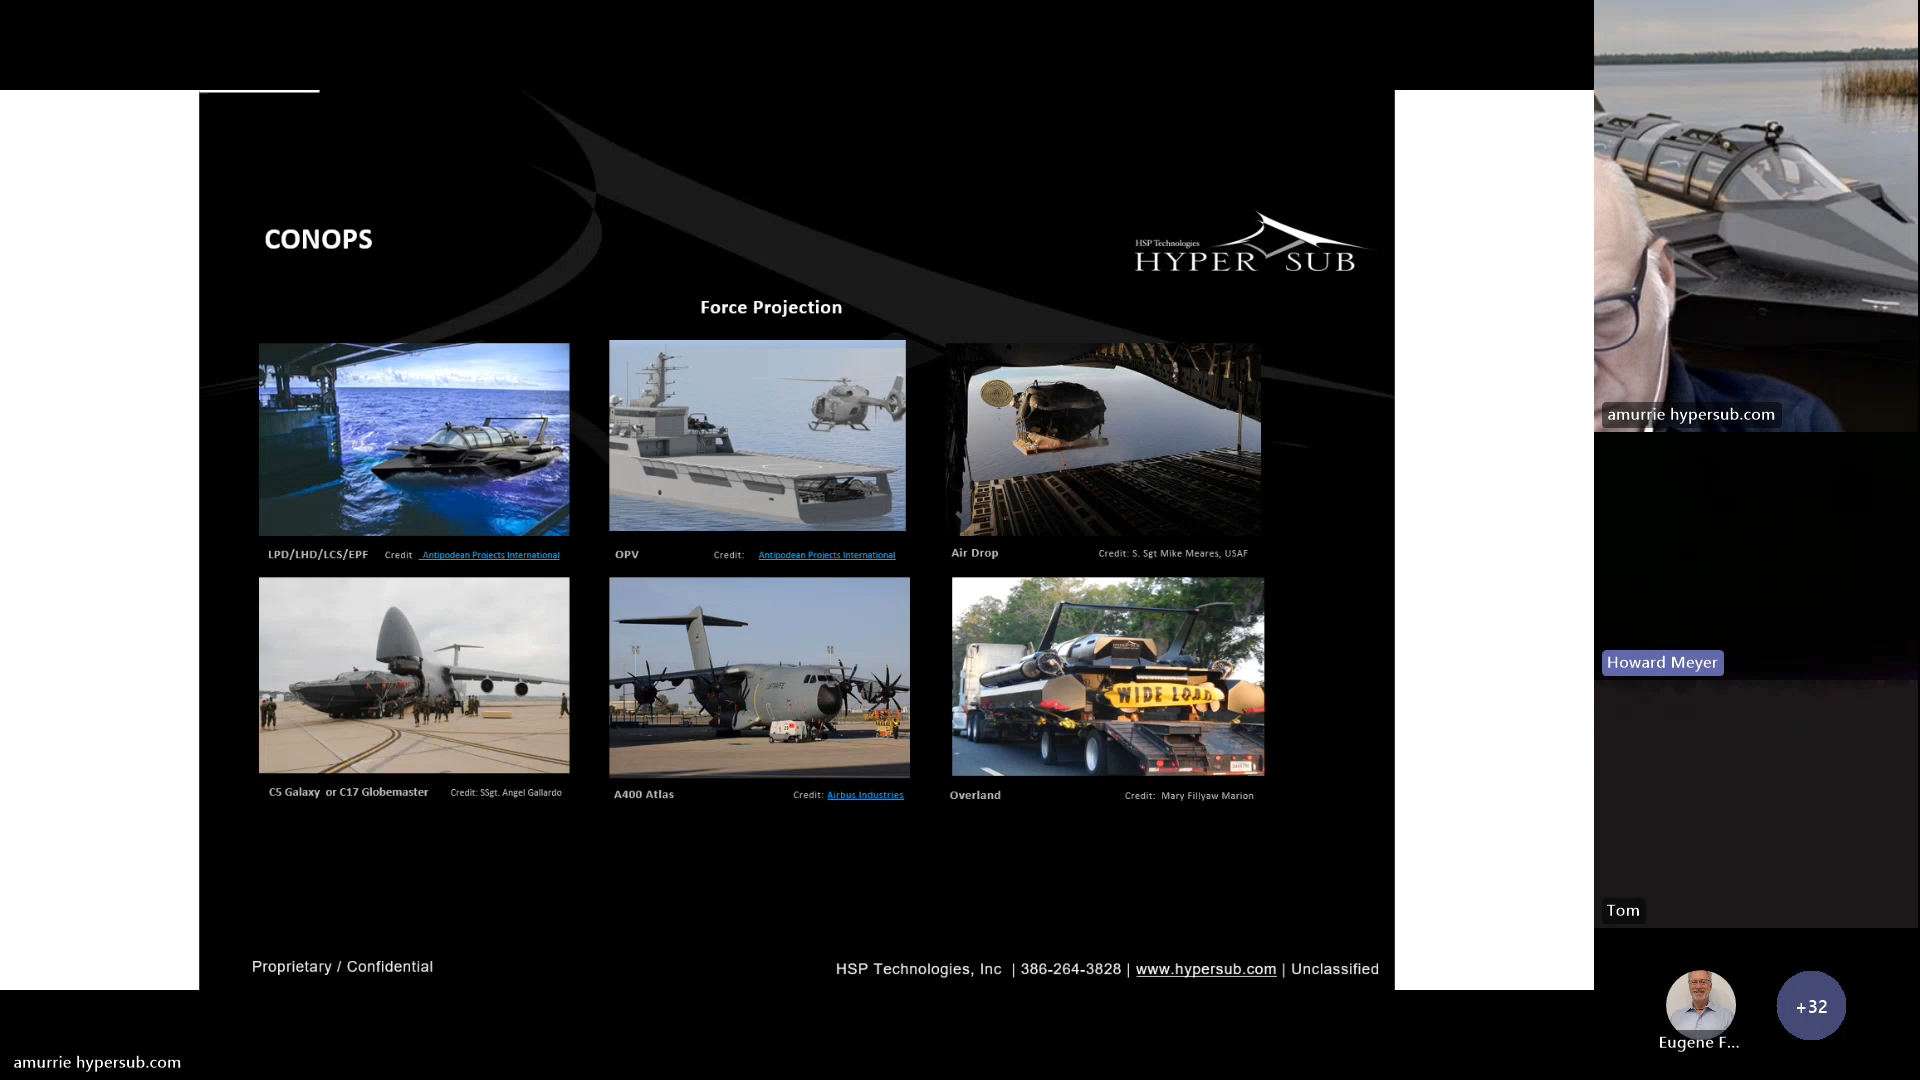 CONOPS
HSP Technologies
HYPER SUB
Force Projection
LPD/LHD/LCS/EPF Credit Antipodean Projects International
OPV Credit: Antipodean Projects International
Air Drop Credit: S. Sgt Mike Meares, USAF
WIDE LOAD
C5 Galaxy or C17 Globemaster Credit: SSgt. Angel Gallardo
A400 Atlas Credit: Airbus Industries
Overland Credit: Mary Fillyaw Marion
Proprietary / Confidential
HSP Technologies, Inc | 386-264-3828 | www.hypersub.com | Unclassified
amurrie hypersub.com
Howard Meyer
Tom
Eugene F...
+32
amurrie hypersub.com